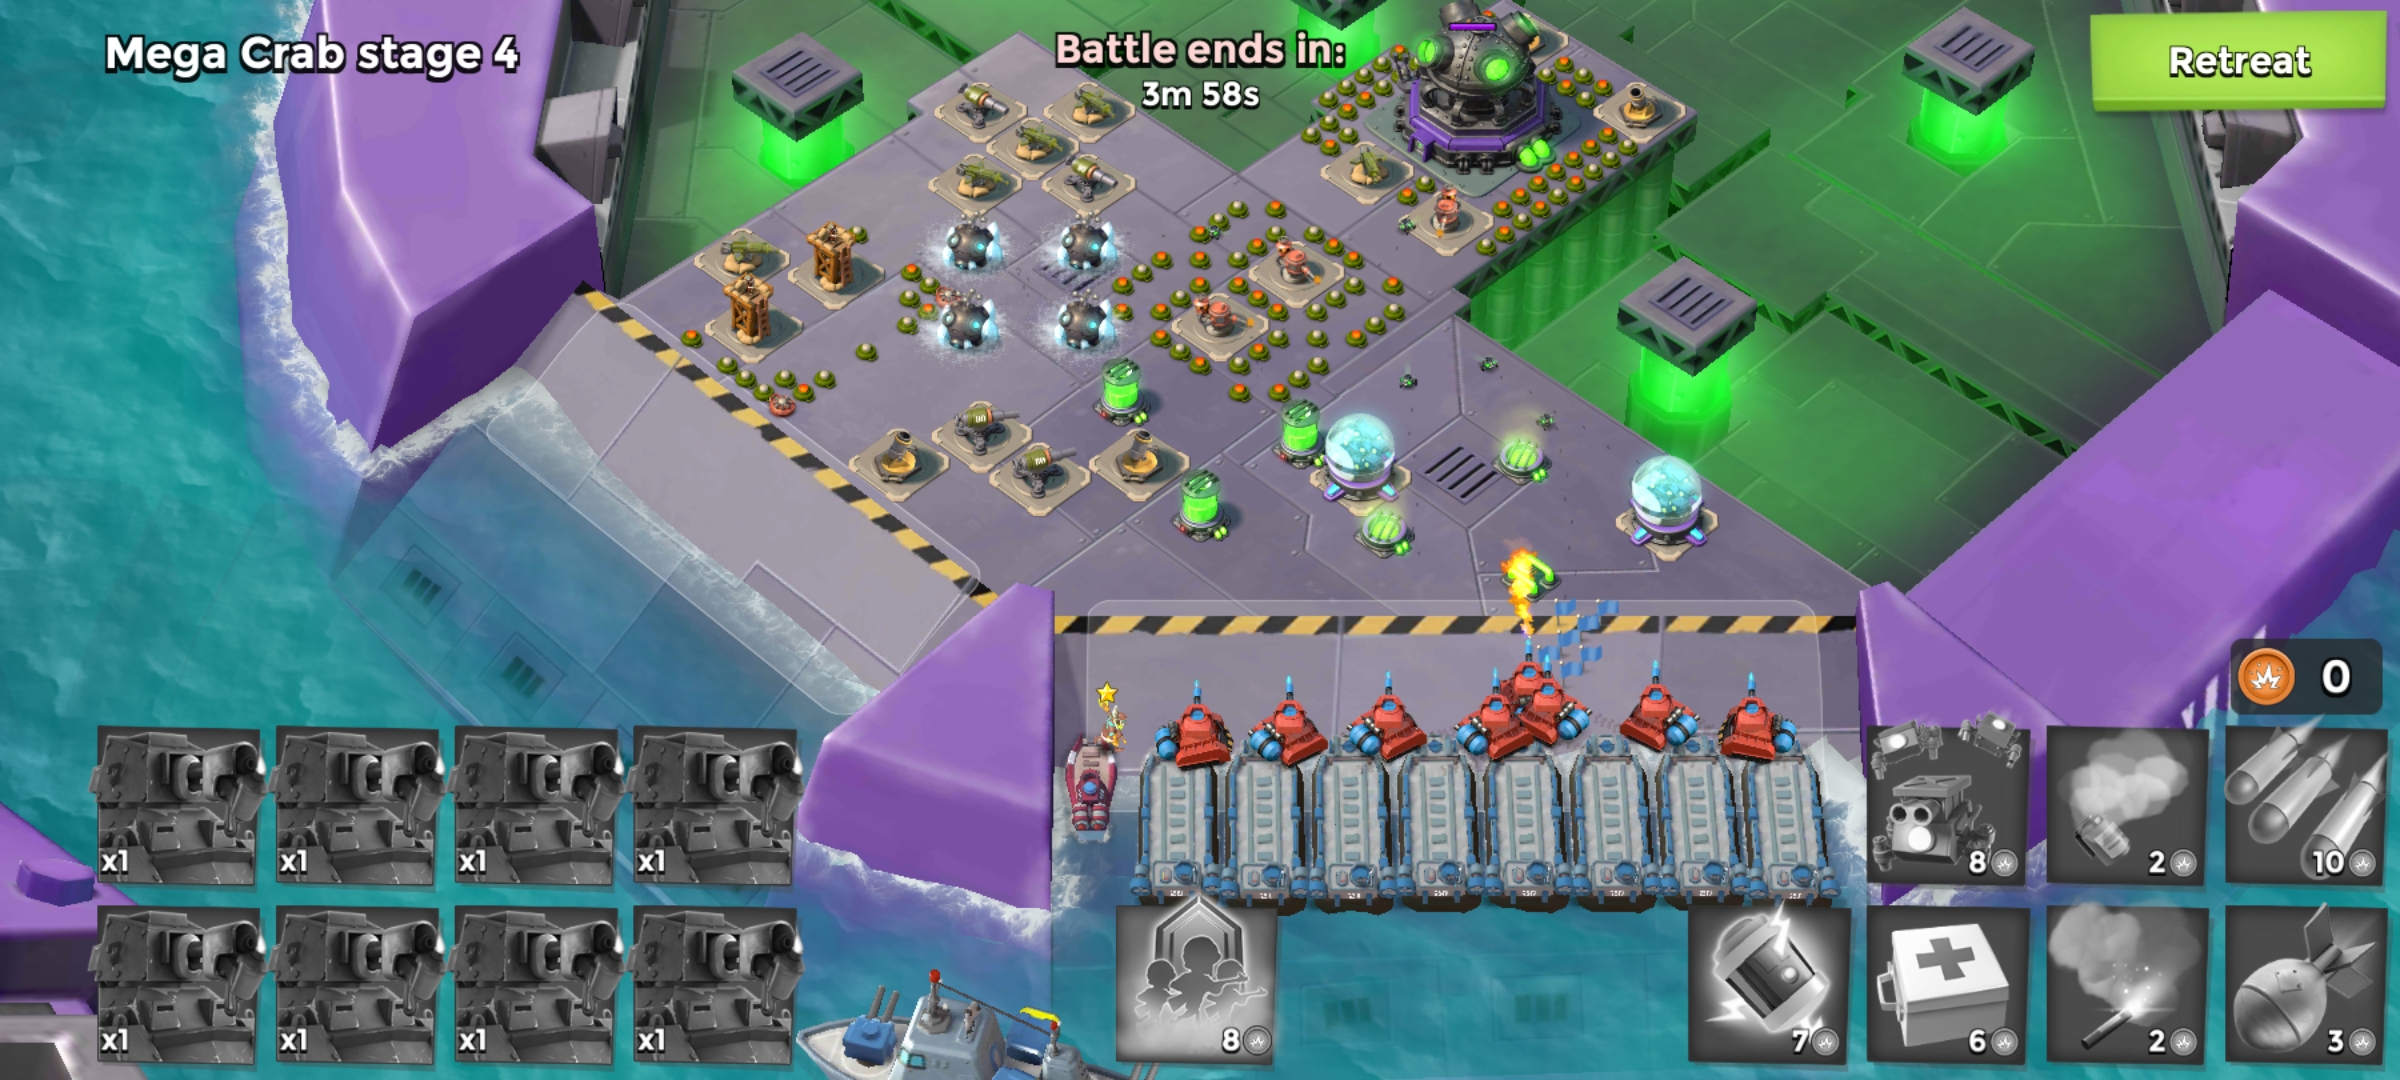 Mega Crab stage 4
Battle ends in:
3m 58s
Retreat
0
x1
x1
x1
x1
8
2
10
x1
x1
x1
x1
8
7
6
2
3